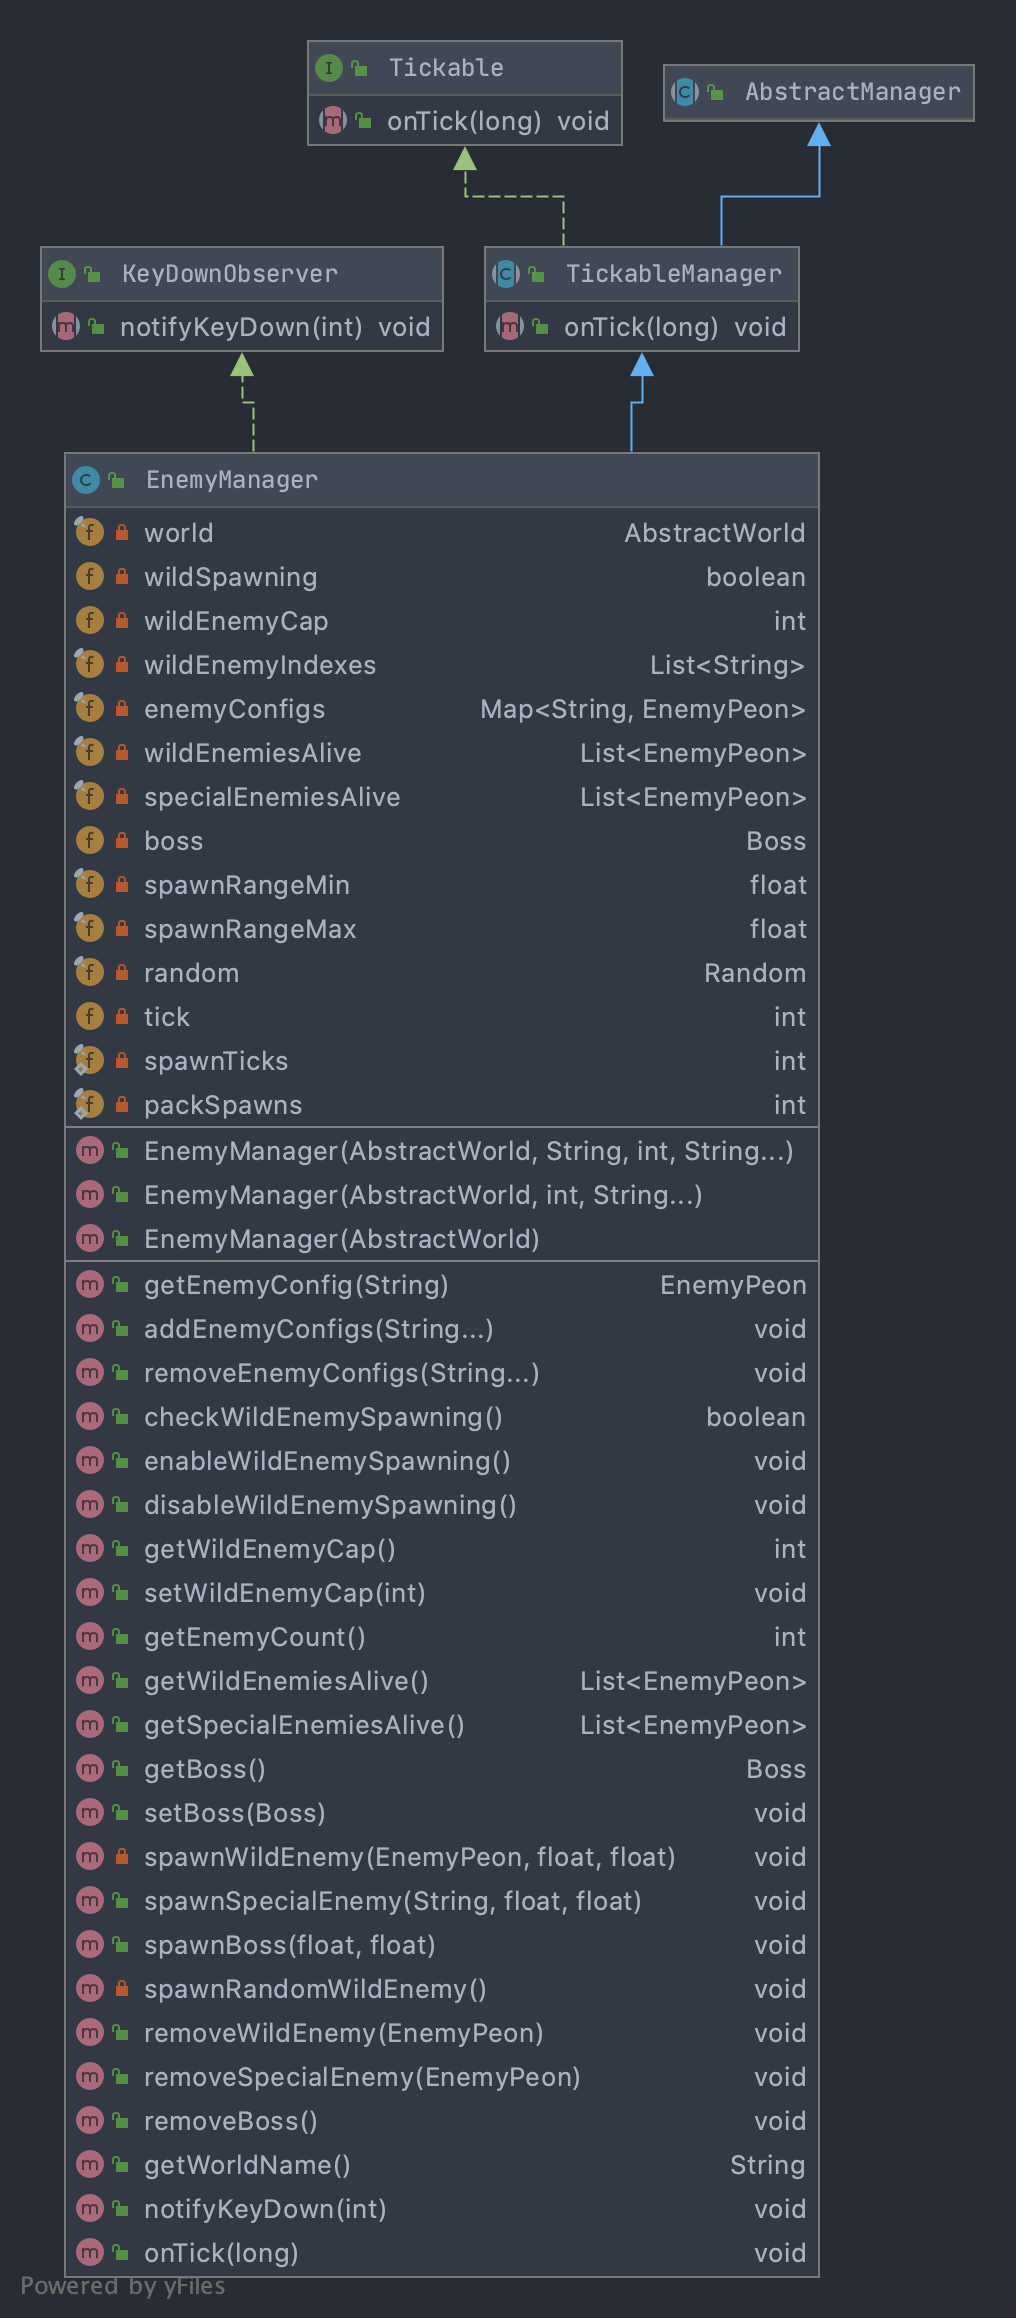 Tickable
onTick(long) void
AbstractManager
KeyDownObserver
notifyKeyDown(int) void
TickableManager
onTick(long) void
EnemyManager
world AbstractWorld
wildSpawning boolean
wildEnemyCap int
wildEnemyIndexes List<String>
enemyConfigs Map<String, EnemyPeon>
wildEnemiesAlive List<EnemyPeon>
specialEnemiesAlive List<EnemyPeon>
boss Boss
spawnRangeMin float
spawnRangeMax float
random Random
tick int
spawnTicks int
packSpawns int
EnemyManager(AbstractWorld, String, int, String...)
EnemyManager(AbstractWorld, int, String...)
EnemyManager(AbstractWorld)
getEnemyConfig(String) EnemyPeon
addEnemyConfigs(String...) void
removeEnemyConfigs(String...) void
checkWildEnemySpawning() boolean
enableWildEnemySpawning() void
disableWildEnemySpawning() void
getWildEnemyCap() int
setWildEnemyCap(int) void
getEnemyCount() int
getWildEnemiesAlive() List<EnemyPeon>
getSpecialEnemiesAlive() List<EnemyPeon>
getBoss() Boss
setBoss(Boss) void
spawnWildEnemy(EnemyPeon, float, float) void
spawnSpecialEnemy(String, float, float) void
spawnBoss(float, float) void
spawnRandomWildEnemy() void
removeWildEnemy(EnemyPeon) void
removeSpecialEnemy(EnemyPeon) void
removeBoss() void
getWorldName() String
notifyKeyDown(int) void
onTick(long) void
Powered by yFiles